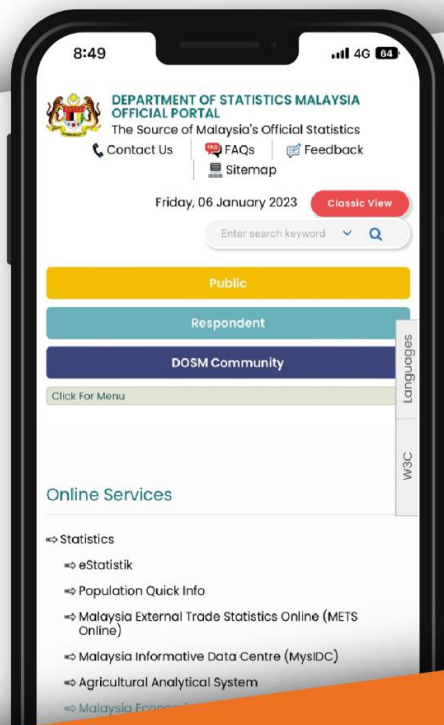 8:49
4G 64
DEPARTMENT OF STATISTICS MALAYSIA
OFFICIAL PORTAL
The Source of Malaysia's Official Statistics
Contact Us
FAQ
FAQs
Feedback
Sitemap
Friday, 06 January 2023
Classic View
Enter search keyword
Public
Respondent
DOSM Community
Click For Menu
Languages
W3C
Online Services
Statistics
eStatistik
Population Quick Info
Malaysia External Trade Statistics Online (METS
Online)
Malaysia Informative Data Centre (MysIDC)
Agricultural Analytical System
Malaysia